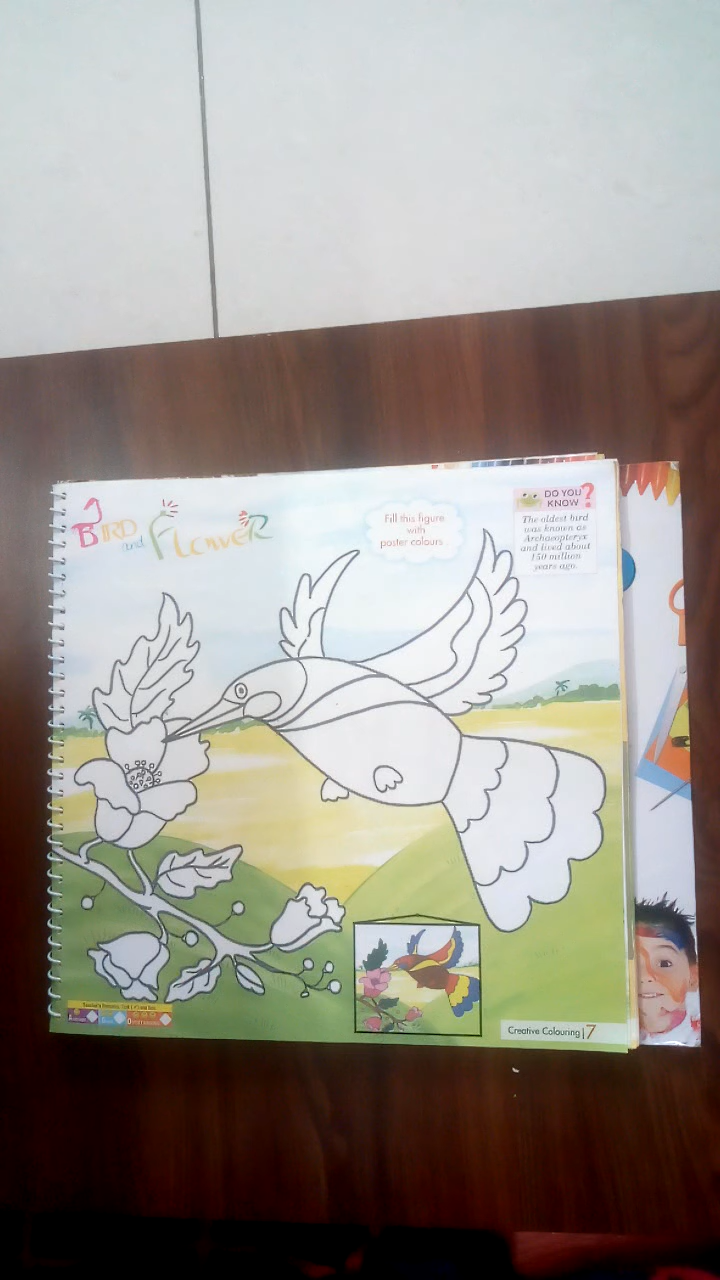 BIRD and FLOWER
Fill this figure
with
poster colours
DO YOU
KNOW ?
The oldest bird
was known as
Archaeopteryx
and lived about
150 million
years ago.
Creative Colouring | 7